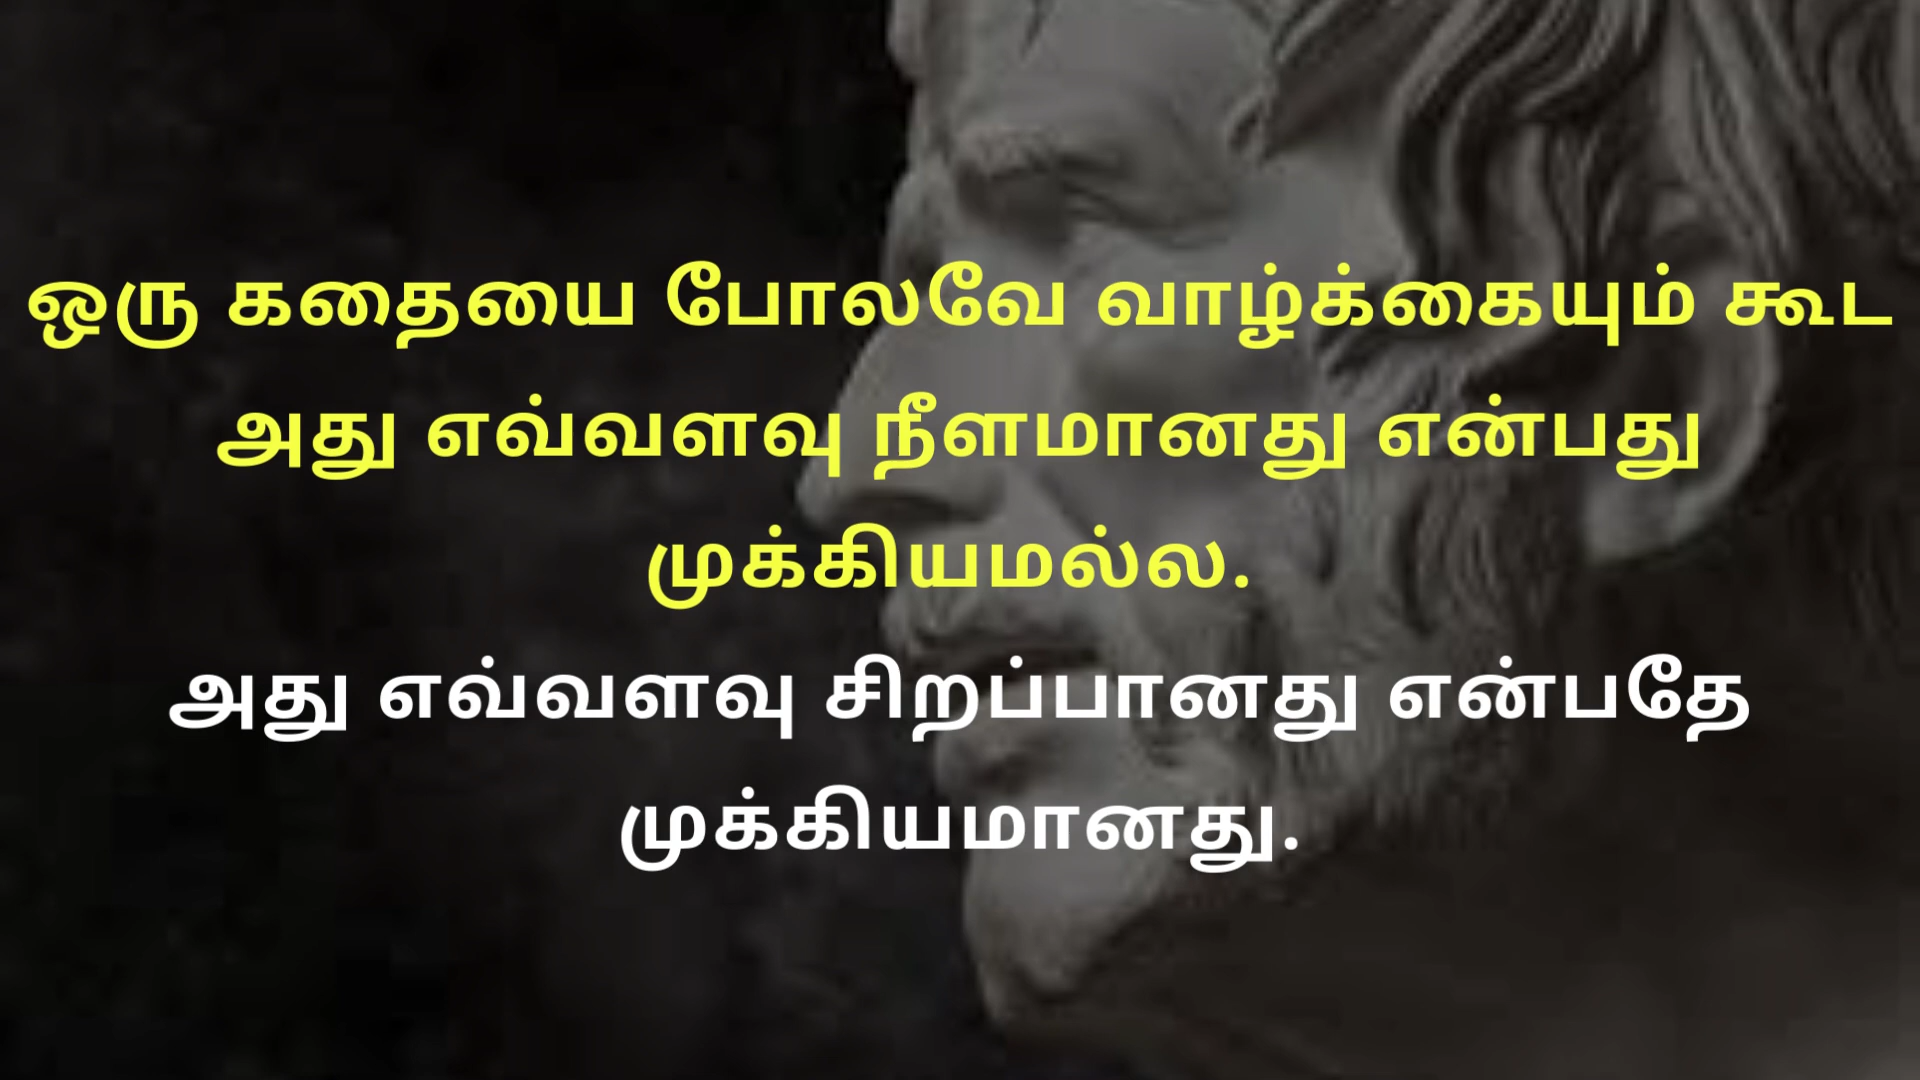 ஒரு கதையை போலவே வாழ்க்கையும் கூட
அது எவ்வளவு நீளமானது என்பது
முக்கியமல்ல.
அது எவ்வளவு சிறப்பானது என்பதே
முக்கியமானது.